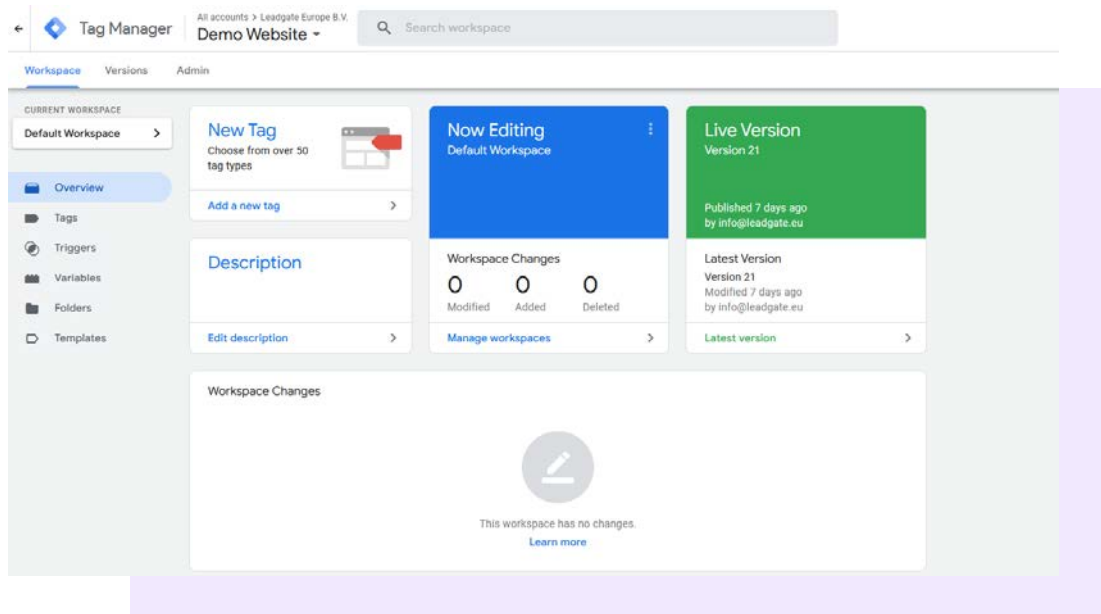 Tag Manager
All accounts > Leadgate Europe B.V.
Demo Website
Search workspace
Workspace
Versions
Admin
CURRENT WORKSPACE
Default Workspace
Overview
Tags
Triggers
Variables
Folders
Templates
New Tag
Choose from over 50
tag types
Add a new tag
Description
Edit description
Now Editing
Default Workspace
Workspace Changes
0 0 0
Modified Added Deleted
Manage workspaces
Live Version
Version 21
Published 7 days ago
by info@leadgate.eu
Latest Version
Version 21
Modified 7 days ago
by info@leadgate.eu
Latest version
Workspace Changes
This workspace has no changes.
Learn more